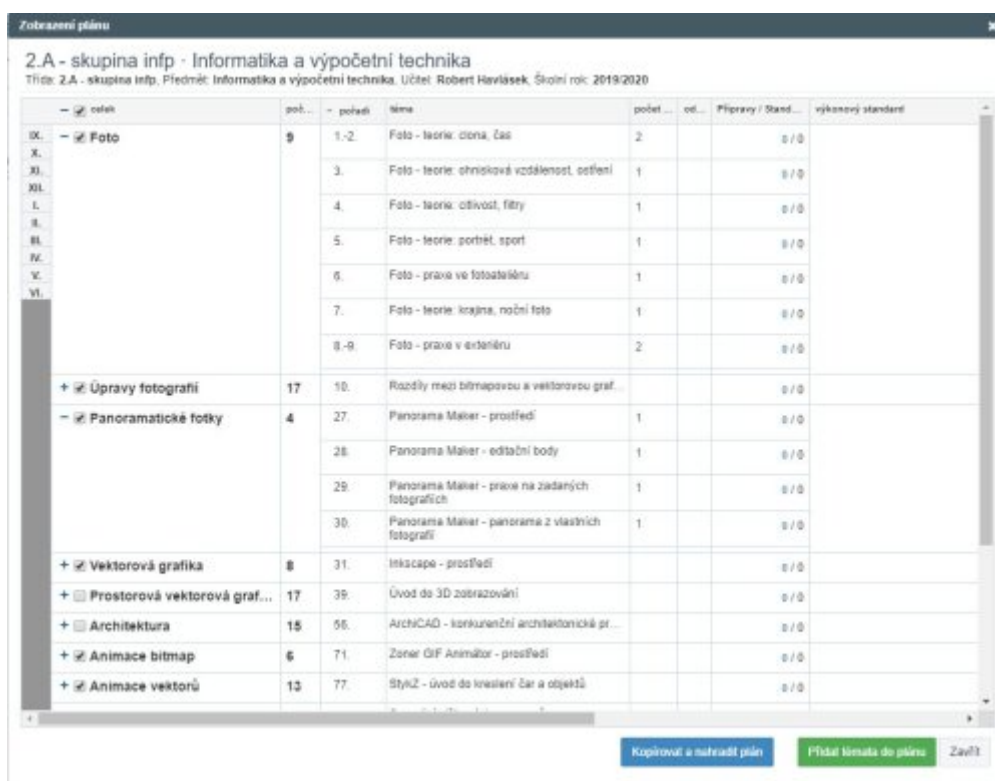 Zobrazení plánu
2.A - skupina infp · Informatika a výpočetní technika
Třída: 2.A - skupina infp, Předmět: Informatika a výpočetní technika, Učitel: Robert Havlásek, Školní rok: 2019/2020
− celek poč... pořadí téma počet ... od... Přípravy / Stand... výkonový standard
IX. − Foto 9 1.-2. Foto - teorie: clona, čas 2 0 / 0
X.
XI. 3. Foto - teorie: ohnisková vzdálenost, ostření 1 0 / 0
XII.
I. 4. Foto - teorie: citlivost, filtry 1 0 / 0
II.
III. 5. Foto - teorie: portrét, sport 1 0 / 0
IV.
V. 6. Foto - praxe ve fotoateliéru 1 0 / 0
VI.
7. Foto - teorie: krajina, noční foto 1 0 / 0
8.-9. Foto - praxe v exteriéru 2 0 / 0
+ Úpravy fotografií 17 10. Rozdíly mezi bitmapovou a vektorovou graf... 0 / 0
− Panoramatické fotky 4 27. Panorama Maker - prostředí 1 0 / 0
28. Panorama Maker - editační body 1 0 / 0
29. Panorama Maker - praxe na zadaných 1 0 / 0
fotografiích
30. Panorama Maker - panorama z vlastních 1 0 / 0
fotografií
+ Vektorová grafika 8 31. Inkscape - prostředí 0 / 0
+ Prostorová vektorová graf... 17 39. Úvod do 3D zobrazování 0 / 0
+ Architektura 15 56. ArchiCAD - konkurenční architektonické pr... 0 / 0
+ Animace bitmap 6 71. Zoner GIF Animátor - prostředí 0 / 0
+ Animace vektorů 13 77. StykZ - úvod do kreslení čar a objektů 0 / 0
Kopírovat a nahradit plán Přidat témata do plánu Zavřít